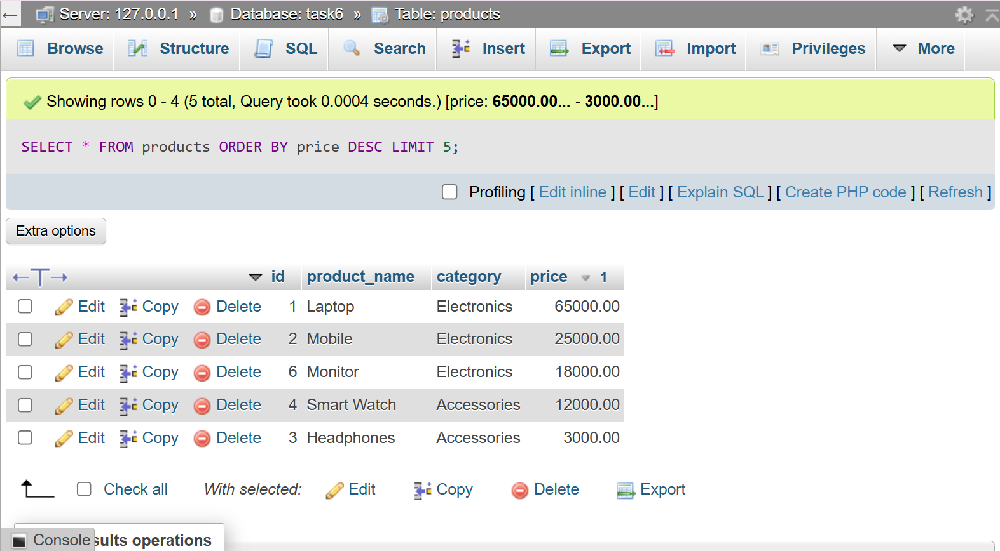 ← Server: 127.0.0.1 » Database: task6 » Table: products
Browse Structure SQL Search Insert Export Import Privileges More
Showing rows 0 - 4 (5 total, Query took 0.0004 seconds.) [price: 65000.00... - 3000.00...]
SELECT * FROM products ORDER BY price DESC LIMIT 5;
Profiling [ Edit inline ] [ Edit ] [ Explain SQL ] [ Create PHP code ] [ Refresh ]
Extra options
←T→ id product_name category price 1
Edit Copy Delete 1 Laptop Electronics 65000.00
Edit Copy Delete 2 Mobile Electronics 25000.00
Edit Copy Delete 6 Monitor Electronics 18000.00
Edit Copy Delete 4 Smart Watch Accessories 12000.00
Edit Copy Delete 3 Headphones Accessories 3000.00
Check all With selected: Edit Copy Delete Export
Console sults operations